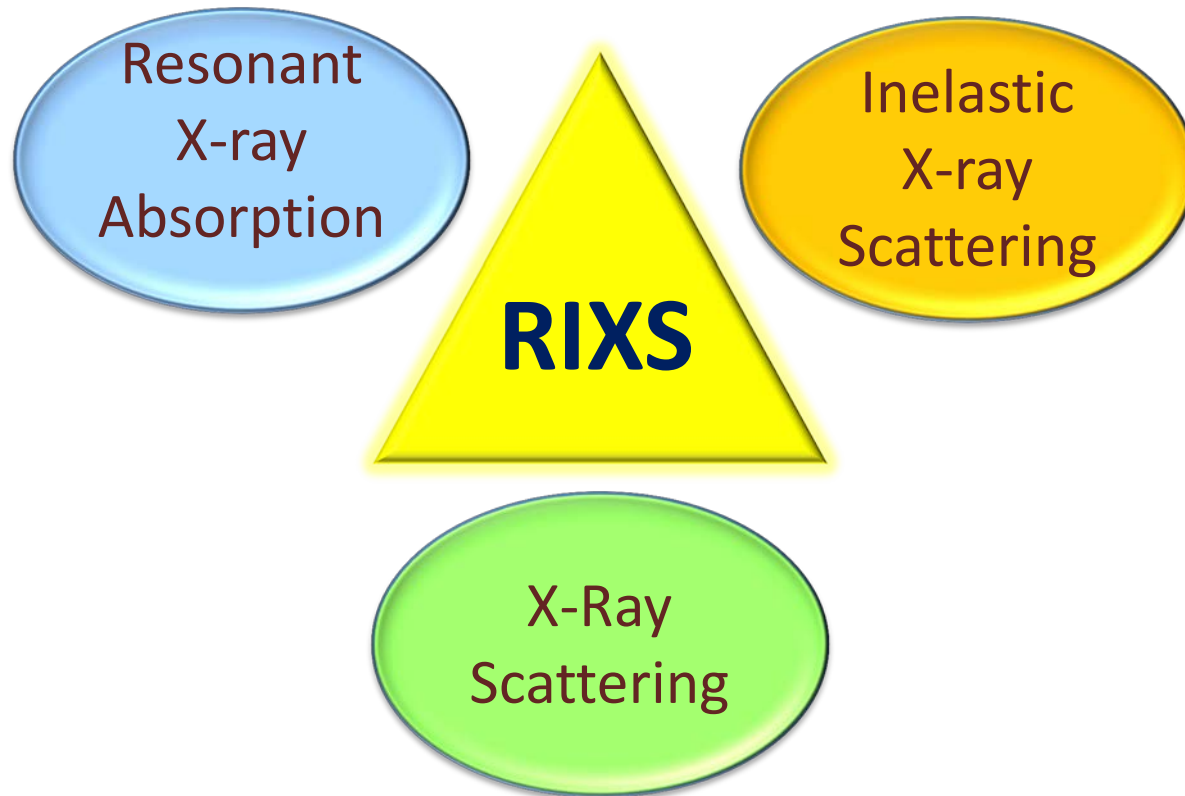 Resonant
X-ray
Absorption
Inelastic
X-ray
Scattering
RIXS
X-Ray
Scattering